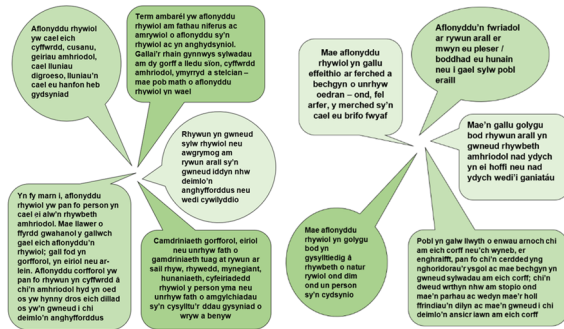 Aflonyddu rhywiol
yw cael eich
cyffwrdd, cusanu,
geiriau amhriodol,
cael lluniau
digroeso, lluniau'n
cael eu hanfon heb
gydsyniad
Term ambarél yw aflonyddu
rhywiol am fathau niferus ac
amrywiol o aflonyddu sy'n
rhywiol ac yn anghydsyniol.
Gallai'r rhain gynnwys sylwadau
am dy gorff a lledu sïon, cyffwrdd
amhriodol, ymyrryd a stelcian –
mae pob math o aflonyddu
rhywiol yn wael
Rhywun yn gwneud
sylw rhywiol neu
awgrymog am
rywun arall sy'n
gwneud iddyn nhw
deimlo'n
anghyfforddus neu
wedi cywilyddio
Yn fy marn i, aflonyddu
rhywiol yw pan fo person yn
cael ei alw'n rhywbeth
amhriodol. Mae llawer o
ffyrdd gwahanol y gallwch
gael eich aflonyddu'n
rhywiol; gall fod yn
gorfforol, yn eiriol neu ar-
lein. Aflonyddu corfforol yw
pan fo rhywun yn cyffwrdd â
chi'n amhriodol hyd yn oed
os yw hynny dros eich dillad
os yw'n gwneud i chi
deimlo'n anghyfforddus
Camdriniaeth gorfforol, eiriol
neu unrhyw fath o
gamdriniaeth tuag at rywun ar
sail rhyw, rhywedd, mynegiant,
hunaniaeth, cyfeiriadedd
rhywiol y person yma neu
unrhyw fath o amgylchiadau
sy'n cysylltu'r ddau gysyniad o
wryw a benyw
Mae aflonyddu
rhywiol yn gallu
effeithio ar ferched a
bechgyn o unrhyw
oedran – ond, fel
arfer, y merched sy'n
cael eu brifo fwyaf
Aflonyddu'n fwriadol
ar rywun arall er
mwyn eu pleser /
boddhad eu hunain
neu i gael sylw pobl
eraill
Mae'n gallu golygu
bod rhywun arall yn
gwneud rhywbeth
amhriodol nad ydych
yn ei hoffi neu nad
ydych wedi'i ganiatáu
Mae aflonyddu
rhywiol yn golygu
bod yn
gysylltiedig â
rhywbeth o natur
rywiol ond dim
ond un person
sy'n cydsynio
Pobl yn galw llwyth o enwau arnoch chi
am eich corff neu'ch wyneb, er
enghraifft, pan fo chi'n cerdded yng
nghoridorau'r ysgol ac mae bechgyn yn
gwneud sylwadau am eich corff; chi'n
dweud wrthyn nhw am stopio ond
mae'n parhau ac wedyn mae'r holl
ffrindiau'n dilyn ac mae'n gwneud i chi
deimlo'n ansicr iawn am eich corff